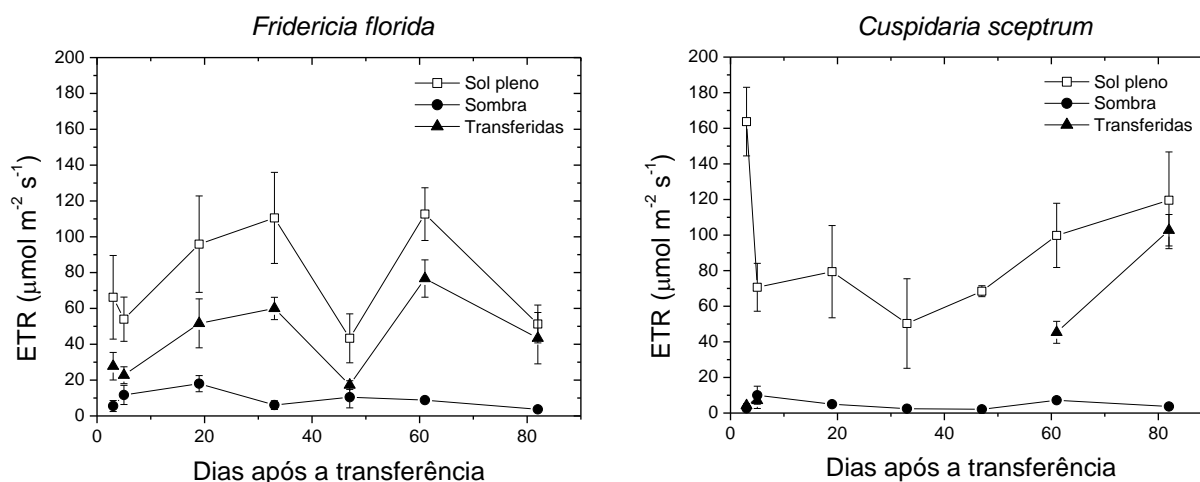 Fridericia florida
200
180
160
140
120
100
80
60
40
20
0
ETR (μmol m⁻² s⁻¹)
Sol pleno
Sombra
Transferidas
0 20 40 60 80
Dias após a transferência
Cuspidaria sceptrum
200
180
160
140
120
100
80
60
40
20
0
ETR (μmol m⁻² s⁻¹)
Sol pleno
Sombra
Transferidas
0 20 40 60 80
Dias após a transferência